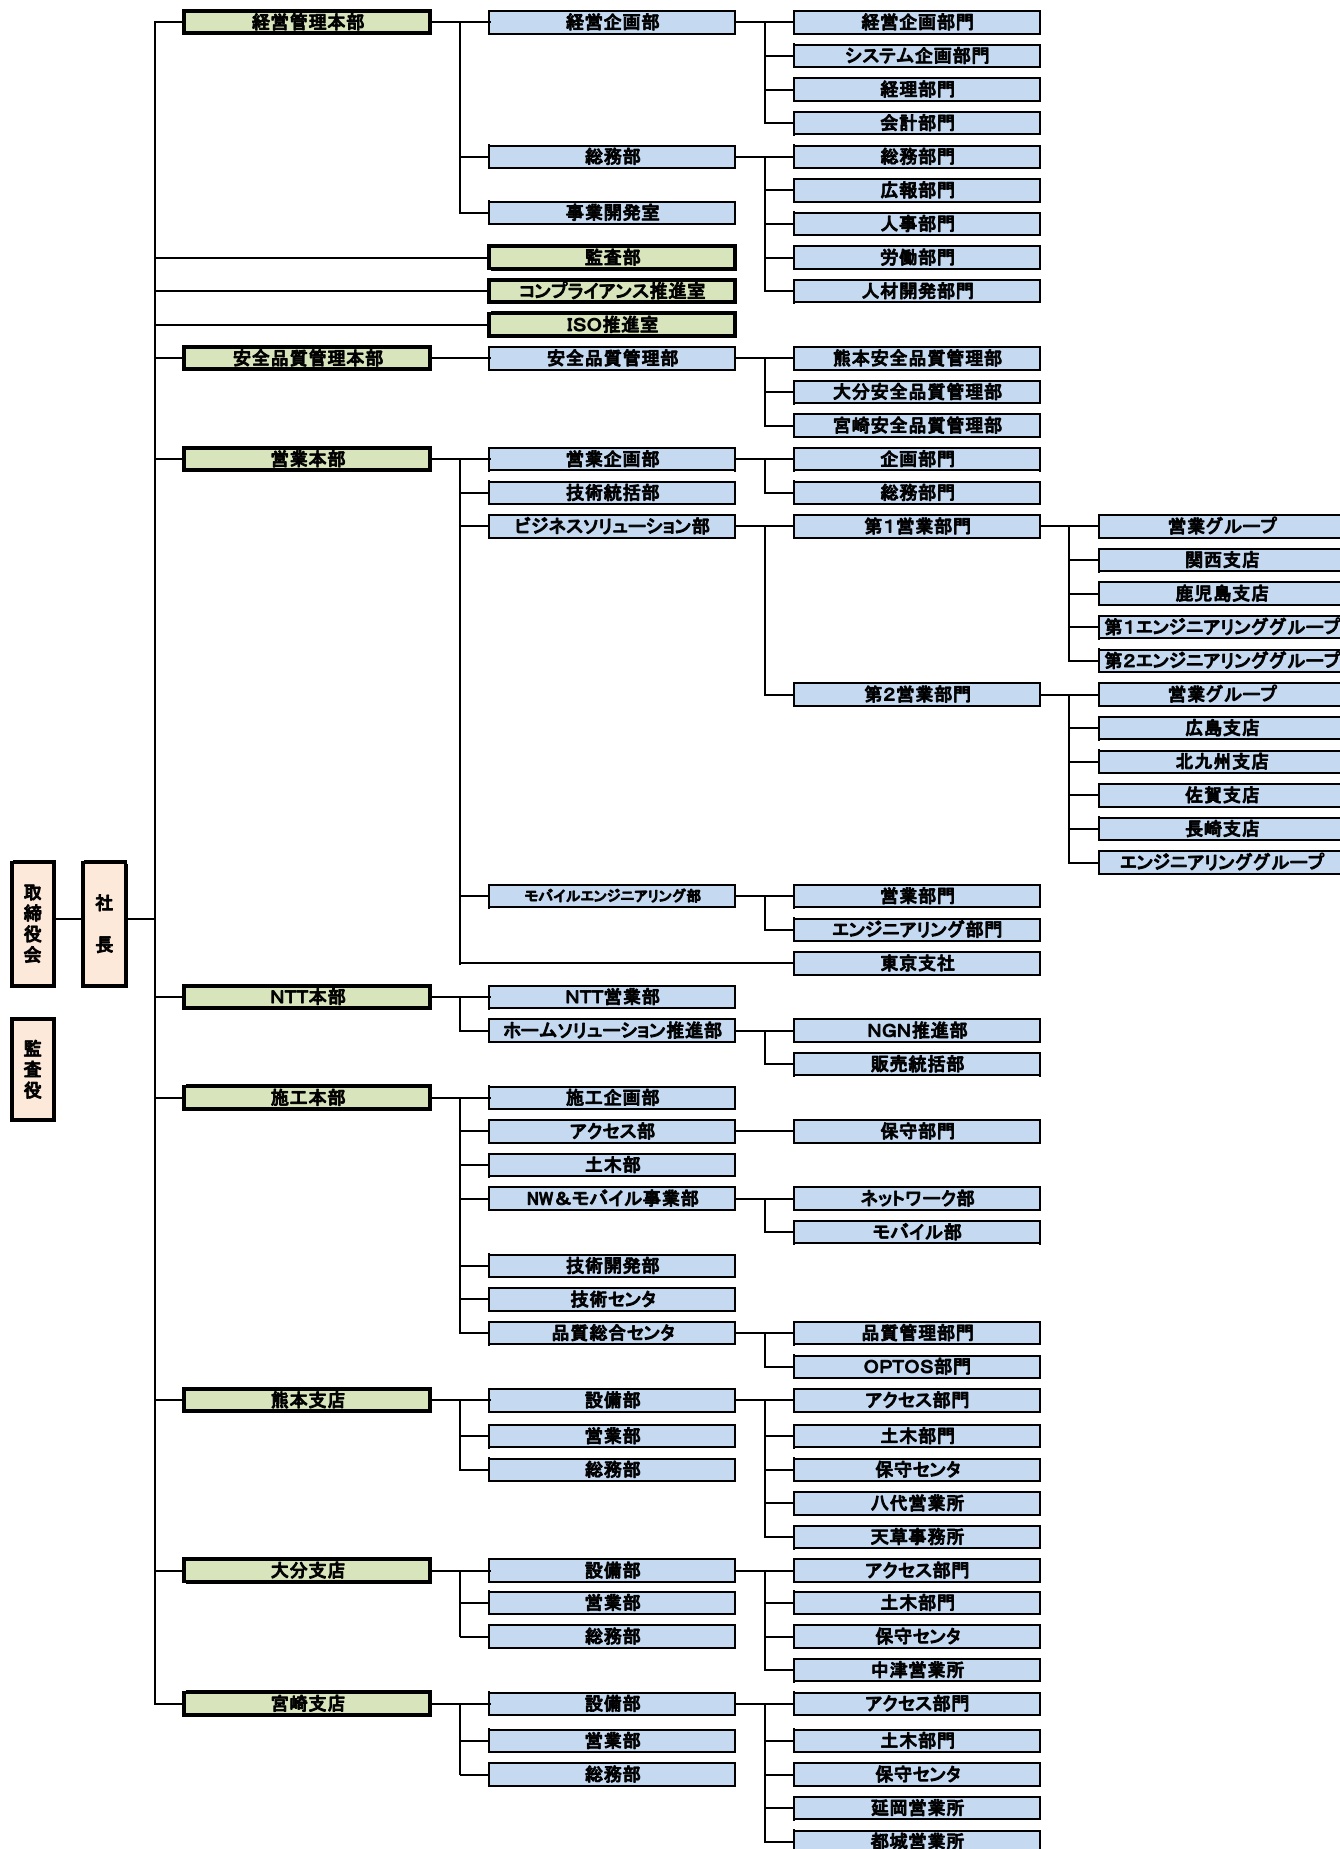 経営管理本部 経営企画部 経営企画部門
システム企画部門
経理部門
会計部門
総務部 総務部門
広報部門
事業開発室
人事部門
監査部 労働部門
コンプライアンス推進室 人材開発部門
ISO推進室
安全品質管理本部 安全品質管理部 熊本安全品質管理部
大分安全品質管理部
宮崎安全品質管理部
営業本部 営業企画部 企画部門
技術統括部 総務部門
ビジネスソリューション部 第1営業部門 営業グループ
関西支店
鹿児島支店
第1エンジニアリンググループ
第2エンジニアリンググループ
第2営業部門 営業グループ
広島支店
北九州支店
佐賀支店
長崎支店
エンジニアリンググループ
取締役会
社長
モバイルエンジニアリング部 営業部門
エンジニアリング部門
東京支社
NTT本部 NTT営業部
ホームソリューション推進部 NGN推進部
販売統括部
監査役
施工本部 施工企画部
アクセス部 保守部門
土木部
NW&モバイル事業部 ネットワーク部
モバイル部
技術開発部
技術センタ
品質総合センタ 品質管理部門
OPTOS部門
熊本支店 設備部 アクセス部門
営業部 土木部門
総務部 保守センタ
八代営業所
天草事務所
大分支店 設備部 アクセス部門
営業部 土木部門
総務部 保守センタ
中津営業所
宮崎支店 設備部 アクセス部門
営業部 土木部門
総務部 保守センタ
延岡営業所
都城営業所